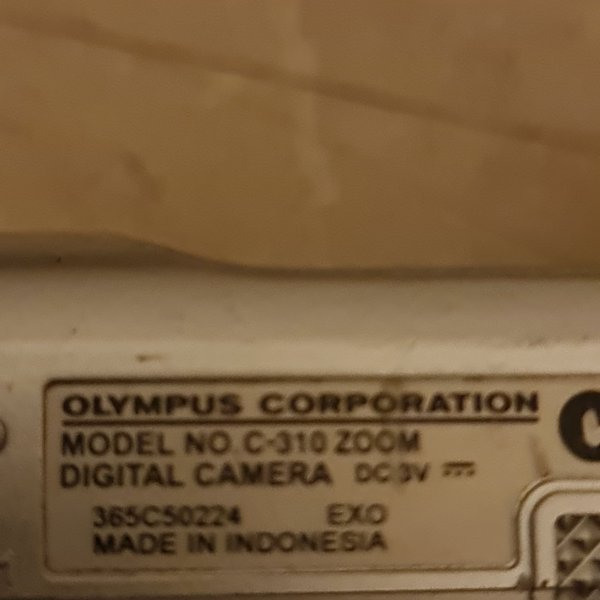 OLYMPUS CORPORATION
MODEL NO. C-310 ZOOM
DIGITAL CAMERA DC 3V
365C50224 EXO
MADE IN INDONESIA